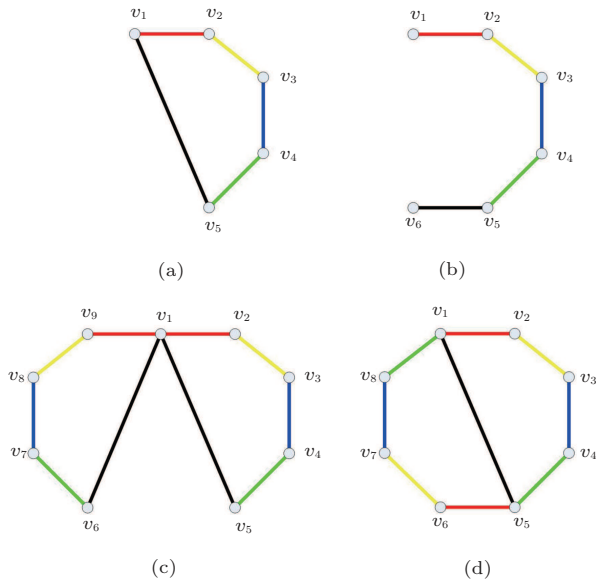 v₁ v₂
v₃
v₄
v₅
(a)
v₁ v₂
v₃
v₄
v₆ v₅
(b)
v₉ v₁ v₂
v₈ v₃
v₇ v₄
v₆ v₅
(c)
v₁ v₂
v₈ v₃
v₇ v₄
v₆ v₅
(d)